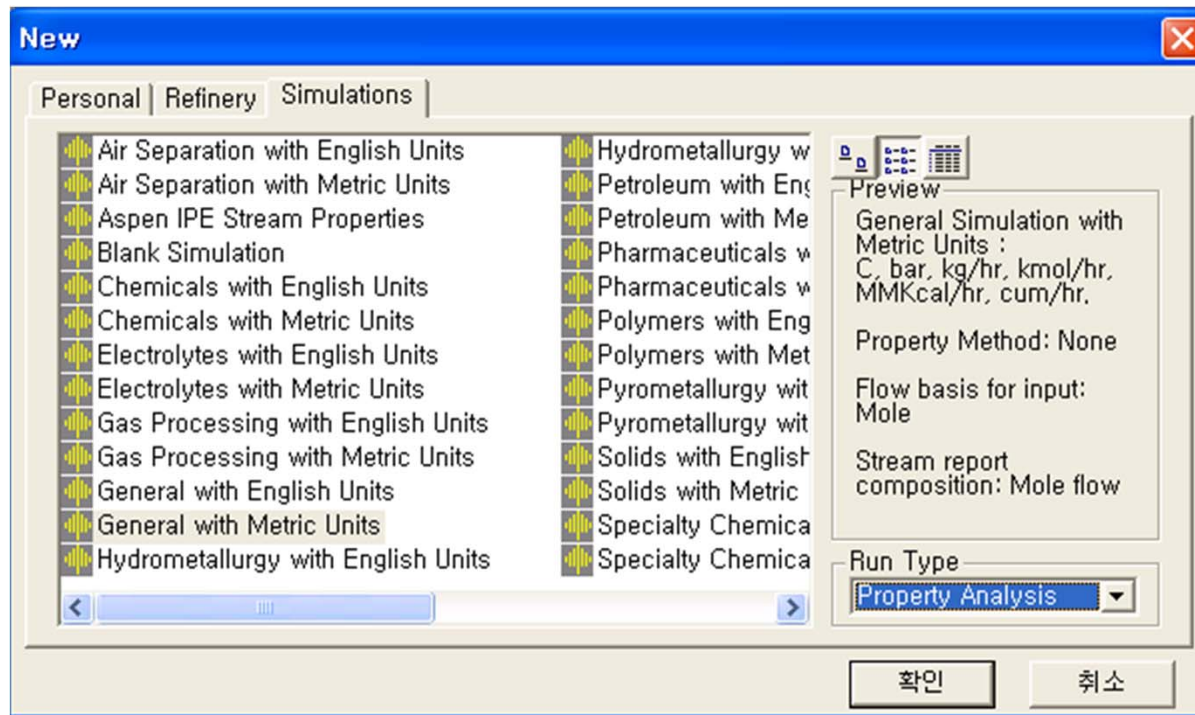 New
Personal
Refinery
Simulations
Air Separation with English Units
Air Separation with Metric Units
Aspen IPE Stream Properties
Blank Simulation
Chemicals with English Units
Chemicals with Metric Units
Electrolytes with English Units
Electrolytes with Metric Units
Gas Processing with English Units
Gas Processing with Metric Units
General with English Units
General with Metric Units
Hydrometallurgy with English Units
Hydrometallurgy w
Petroleum with Eng
Petroleum with Me
Pharmaceuticals w
Pharmaceuticals w
Polymers with Eng
Polymers with Met
Pyrometallurgy wit
Pyrometallurgy wit
Solids with English
Solids with Metric
Specialty Chemica
Specialty Chemica
Preview
General Simulation with
Metric Units :
C, bar, kg/hr, kmol/hr,
MMKcal/hr, cum/hr.
Property Method: None
Flow basis for input:
Mole
Stream report
composition: Mole flow
Run Type
Property Analysis
확인
취소